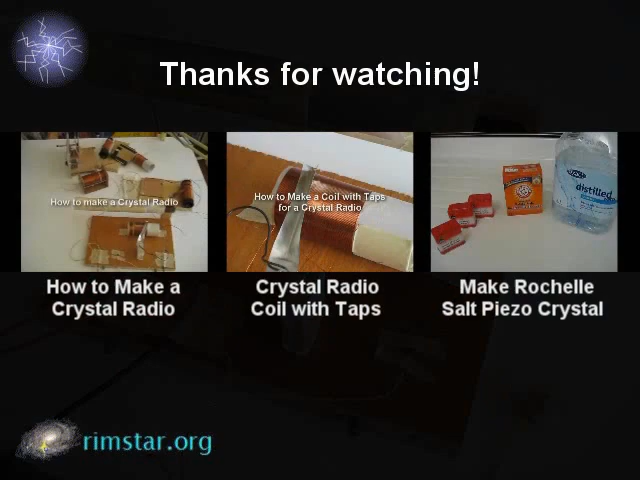 Thanks for watching!
How to make a Crystal Radio
How to Make a Coil with Taps
for a Crystal Radio
distilled
How to Make a
Crystal Radio
Crystal Radio
Coil with Taps
Make Rochelle
Salt Piezo Crystal
rimstar.org